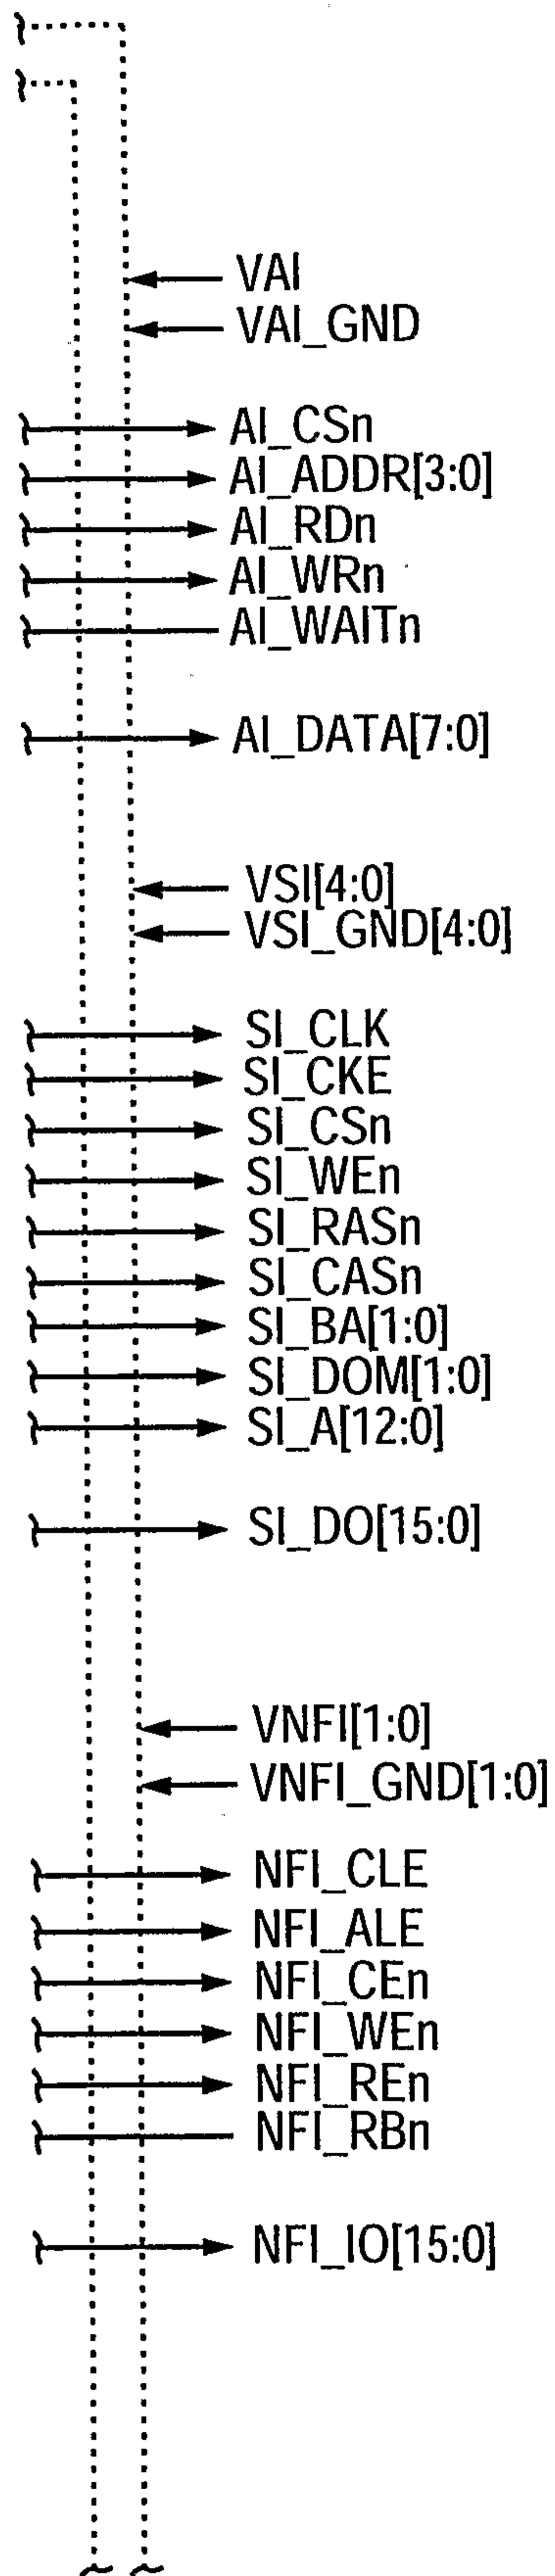 VAI
VAI_GND
AI_CSn
AI_ADDR[3:0]
AI_RDn
AI_WRn
AI_WAITn
AI_DATA[7:0]
VSI[4:0]
VSI_GND[4:0]
SI_CLK
SI_CKE
SI_CSn
SI_WEn
SI_RASn
SI_CASn
SI_BA[1:0]
SI_DOM[1:0]
SI_A[12:0]
SI_DO[15:0]
VNFI[1:0]
VNFI_GND[1:0]
NFI_CLE
NFI_ALE
NFI_CEn
NFI_WEn
NFI_REn
NFI_RBn
NFI_IO[15:0]